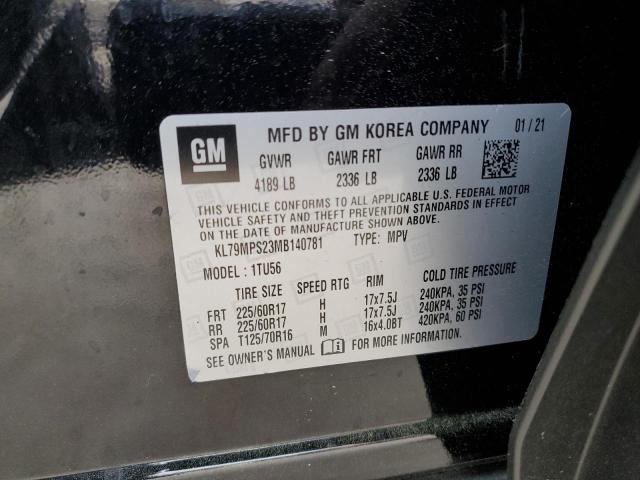 GM MFD BY GM KOREA COMPANY 01/21
GVWR GAWR FRT GAWR RR
4189 LB 2336 LB 2336 LB
THIS VEHICLE CONFORMS TO ALL APPLICABLE U.S. FEDERAL MOTOR
VEHICLE SAFETY AND THEFT PREVENTION STANDARDS IN EFFECT
ON THE DATE OF MANUFACTURE SHOWN ABOVE.
KL79MPS23MB140781 TYPE: MPV
MODEL : 1TU56
TIRE SIZE SPEED RTG RIM COLD TIRE PRESSURE
FRT 225/60R17 H 17x7.5J 240KPA, 35 PSI
RR 225/60R17 H 17x7.5J 240KPA, 35 PSI
SPA T125/70R16 M 16x4.0BT 420KPA, 60 PSI
SEE OWNER'S MANUAL FOR MORE INFORMATION